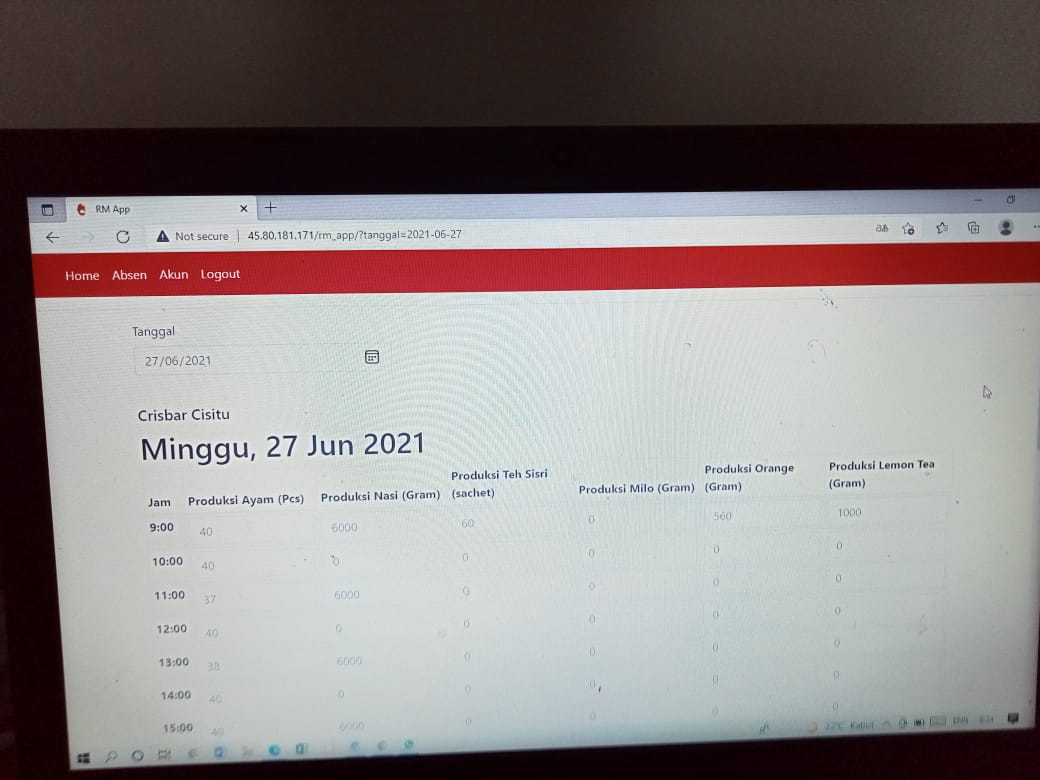 RM App
Not secure | 45.80.181.171/rm_app/?tanggal=2021-06-27
Home Absen Akun Logout
Tanggal
27/06/2021
Crisbar Cisitu
Minggu, 27 Jun 2021
Jam Produksi Ayam (Pcs) Produksi Nasi (Gram) Produksi Teh Sisri (sachet) Produksi Milo (Gram) Produksi Orange (Gram) Produksi Lemon Tea (Gram)
9:00 40 6000 60 0 560 1000
10:00 40 0 0 0 0 0
11:00 37 6000 0 0 0 0
12:00 40 0 0 0 0 0
13:00 38 6000 0 0 0 0
14:00 40 0 0 0 0 0
15:00 40 6000 0 0 0 0
22°C Kabut ENG